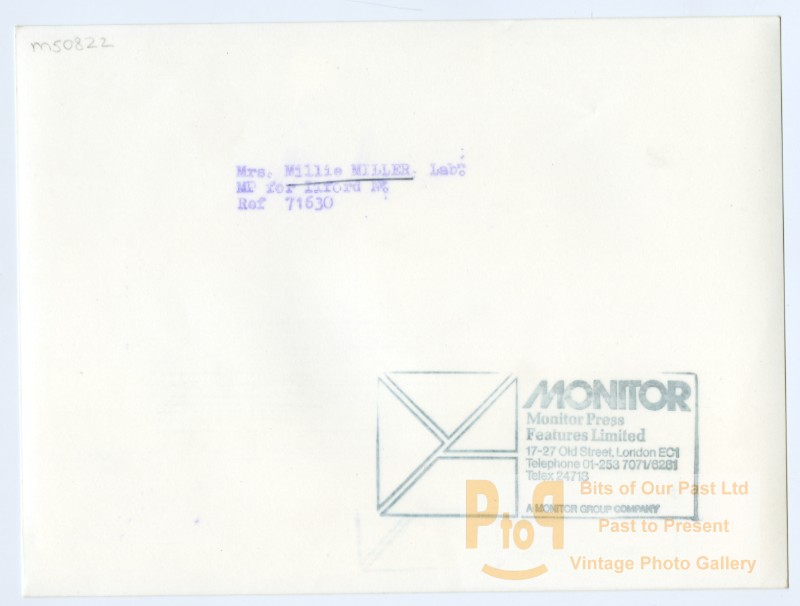 m50822
Mrs. Millie MILLER. Lab:
MP for Ilford N:
Ref 71630
MONITOR
Monitor Press
Features Limited
17-27 Old Street, London EC1
Telephone 01-253 7071/6281
Telex 24718
A MONITOR GROUP COMPANY
PtoP
Bits of Our Past Ltd
Past to Present
Vintage Photo Gallery